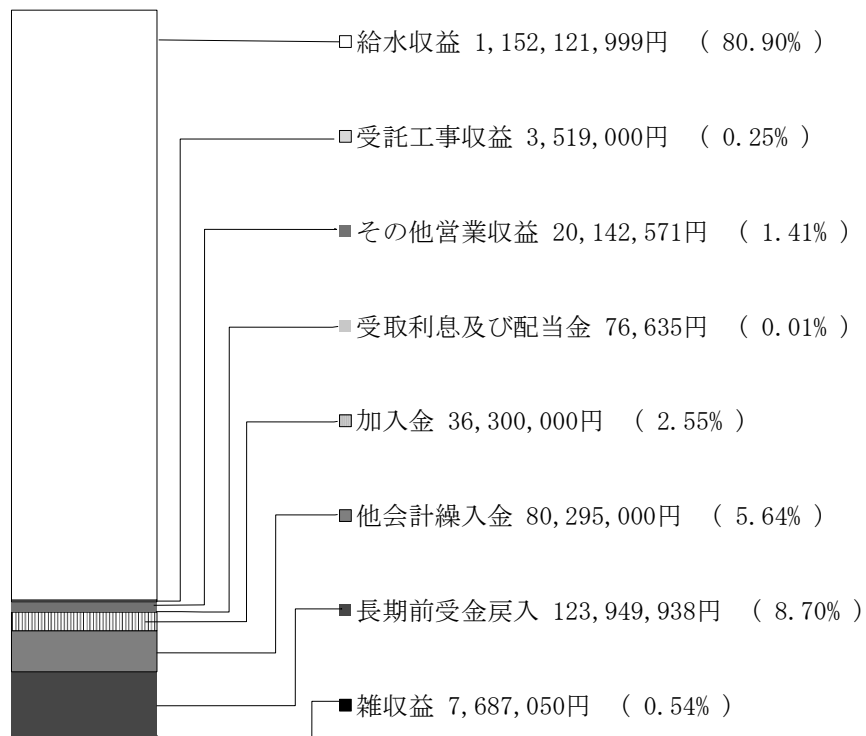 給水収益 1,152,121,999円 （ 80.90% ）
受託工事収益 3,519,000円 （ 0.25% ）
その他営業収益 20,142,571円 （ 1.41% ）
受取利息及び配当金 76,635円 （ 0.01% ）
加入金 36,300,000円 （ 2.55% ）
他会計繰入金 80,295,000円 （ 5.64% ）
長期前受金戻入 123,949,938円 （ 8.70% ）
雑収益 7,687,050円 （ 0.54% ）